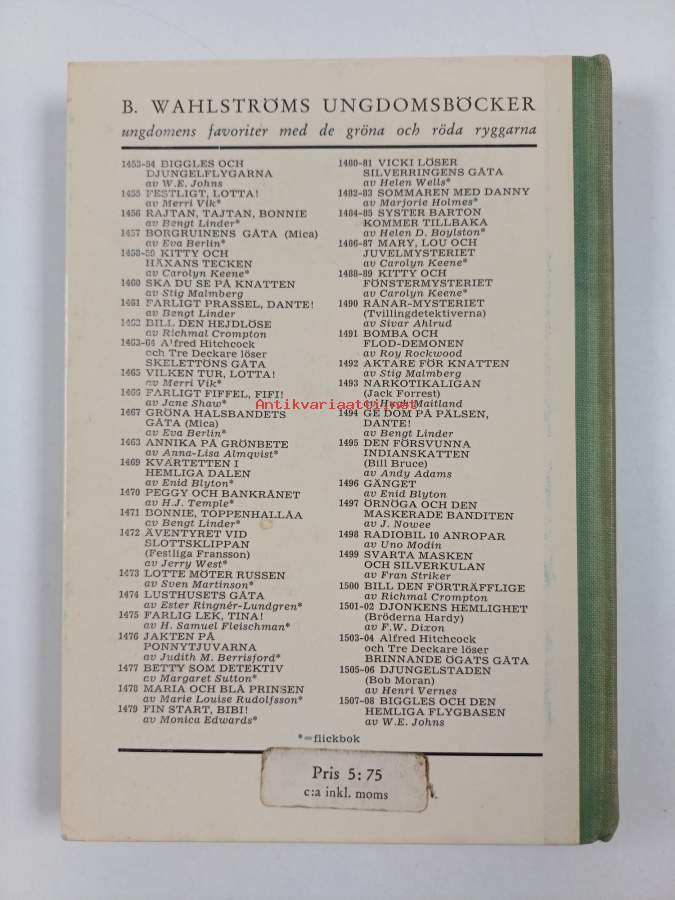 B. WAHLSTRÖMS UNGDOMSBÖCKER
ungdomens favoriter med de gröna och röda ryggarna
1453-54 BIGGLES OCH
DJUNGELFLYGARNA
av W.E. Johns
1455 FESTLIGT, LOTTA!
av Merri Vik*
1456 RAJTAN, TAJTAN, BONNIE
av Bengt Linder*
1457 BORGRUINENS GÅTA (Mica)
av Eva Berlin*
1458-59 KITTY OCH
HÄXANS TECKEN
av Carolyn Keene*
1460 SKA DU SE PÅ KNATTEN
av Stig Malmberg
1461 FARLIGT PRASSEL, DANTE!
av Bengt Linder
1462 BILL DEN HEJDLÖSE
av Richmal Crompton
1463-64 Alfred Hitchcock
och Tre Deckare löser
SKELETTÖNS GÅTA
1465 VILKEN TUR, LOTTA!
av Merri Vik*
1466 FARLIGT FIFFEL, FIFI!
av Jane Shaw*
1467 GRÖNA HALSBANDETS
GÅTA (Mica)
av Eva Berlin*
1468 ANNIKA PÅ GRÖNBETE
av Anna-Lisa Almqvist*
1469 KVARTETTEN I
HEMLIGA DALEN
av Enid Blyton*
1470 PEGGY OCH BANKRÅNET
av H.J. Temple*
1471 BONNIE, TOPPENHALLÅA
av Bengt Linder*
1472 ÄVENTYRET VID
SLOTTSKLIPPAN
(Festliga Fransson)
av Jerry West*
1473 LOTTE MÖTER RUSSEN
av Sven Martinson*
1474 LUSTHUSETS GÅTA
av Ester Ringnér-Lundgren*
1475 FARLIG LEK, TINA!
av H. Samuel Fleischman*
1476 JAKTEN PÅ
PONNYTJUVARNA
av Judith M. Berrisford*
1477 BETTY SOM DETEKTIV
av Margaret Sutton*
1478 MARIA OCH BLÅ PRINSEN
av Marie Louise Rudolfsson*
1479 FIN START, BIBI!
av Monica Edwards*
1480-81 VICKI LÖSER
SILVERRINGENS GÅTA
av Helen Wells*
1482-83 SOMMAREN MED DANNY
av Marjorie Holmes*
1484-85 SYSTER BARTON
KOMMER TILLBAKA
av Helen D. Boylston*
1486-87 MARY, LOU OCH
JUVELMYSTERIET
av Carolyn Keene*
1488-89 KITTY OCH
FÖNSTERMYSTERIET
av Carolyn Keene*
1490 RÅNAR-MYSTERIET
(Tvillingdetektiverna)
av Sivar Ahlrud
1491 BOMBA OCH
FLOD-DEMONEN
av Roy Rockwood
1492 AKTARE FÖR KNATTEN
av Stig Malmberg
1493 NARKOTIKALIGAN
(Jack Forrest)
av Hugh Maitland
Antikvariaatti.net
1494 GE DOM PÅ PÄLSEN,
DANTE!
av Bengt Linder
1495 DEN FÖRSVUNNA
INDIANSKATTEN
(Bill Bruce)
av Andy Adams
1496 GÄNGET
av Enid Blyton
1497 ÖRNÖGA OCH DEN
MASKERADE BANDITEN
av J. Nowee
1498 RADIOBIL 10 ANROPAR
av Uno Modin
1499 SVARTA MASKEN
OCH SILVERKULAN
av Fran Striker
1500 BILL DEN FÖRTRÄFFLIGE
av Richmal Crompton
1501-02 DJONKENS HEMLIGHET
(Bröderna Hardy)
av F.W. Dixon
1503-04 Alfred Hitchcock
och Tre Deckare löser
BRINNANDE ÖGATS GÅTA
1505-06 DJUNGELSTADEN
(Bob Moran)
av Henri Vernes
1507-08 BIGGLES OCH DEN
HEMLIGA FLYGBASEN
av W.E. Johns
*=flickbok
Pris 5:75
c:a inkl. moms